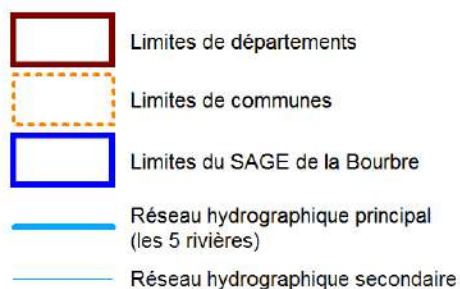 Limites de départements
Limites de communes
Limites du SAGE de la Bourbre
Réseau hydrographique principal
(les 5 rivières)
Réseau hydrographique secondaire